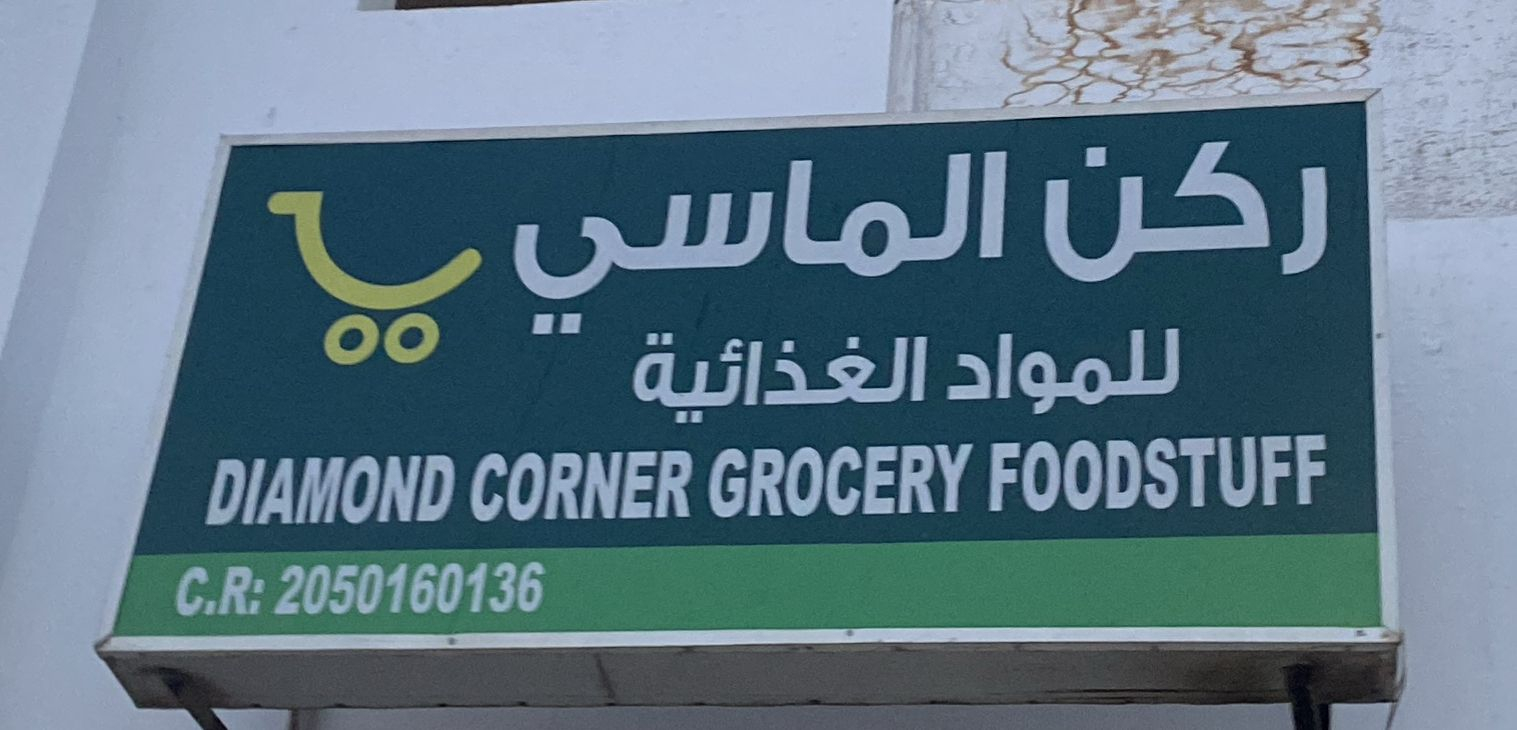 ركن الماسي
للمواد الغذائية
DIAMOND CORNER GROCERY FOODSTUFF
C.R: 2050160136